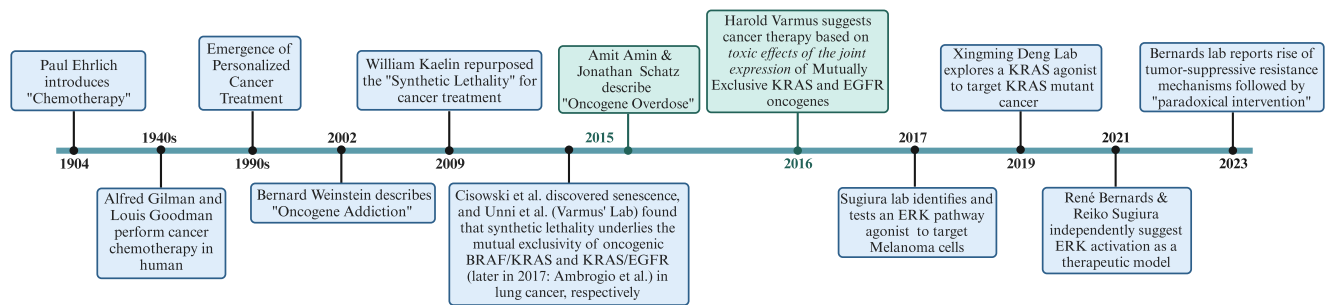 Paul Ehrlich
introduces
"Chemotherapy"
1904
1940s
Alfred Gilman and
Louis Goodman
perform cancer
chemotherapy in
human
Emergence of
Personalized
Cancer
Treatment
1990s
2002
Bernard Weinstein describes
"Oncogene Addiction"
William Kaelin repurposed
the "Synthetic Lethality" for
cancer treatment
2009
Cisowski et al. discovered senescence,
and Unni et al. (Varmus' Lab) found
that synthetic lethality underlies the
mutual exclusivity of oncogenic
BRAF/KRAS and KRAS/EGFR
(later in 2017: Ambrogio et al.) in
lung cancer, respectively
Amit Amin &
Jonathan Schatz
describe
"Oncogene Overdose"
2015
Harold Varmus suggests
cancer therapy based on
toxic effects of the joint
expression of Mutually
Exclusive KRAS and EGFR
oncogenes
2016
2017
Sugiura lab identifies and
tests an ERK pathway
agonist to target
Melanoma cells
Xingming Deng Lab
explores a KRAS agonist
to target KRAS mutant
cancer
2019
2021
René Bernards &
Reiko Sugiura
independently suggest
ERK activation as a
therapeutic model
Bernards lab reports rise of
tumor-suppressive resistance
mechanisms followed by
"paradoxical intervention"
2023